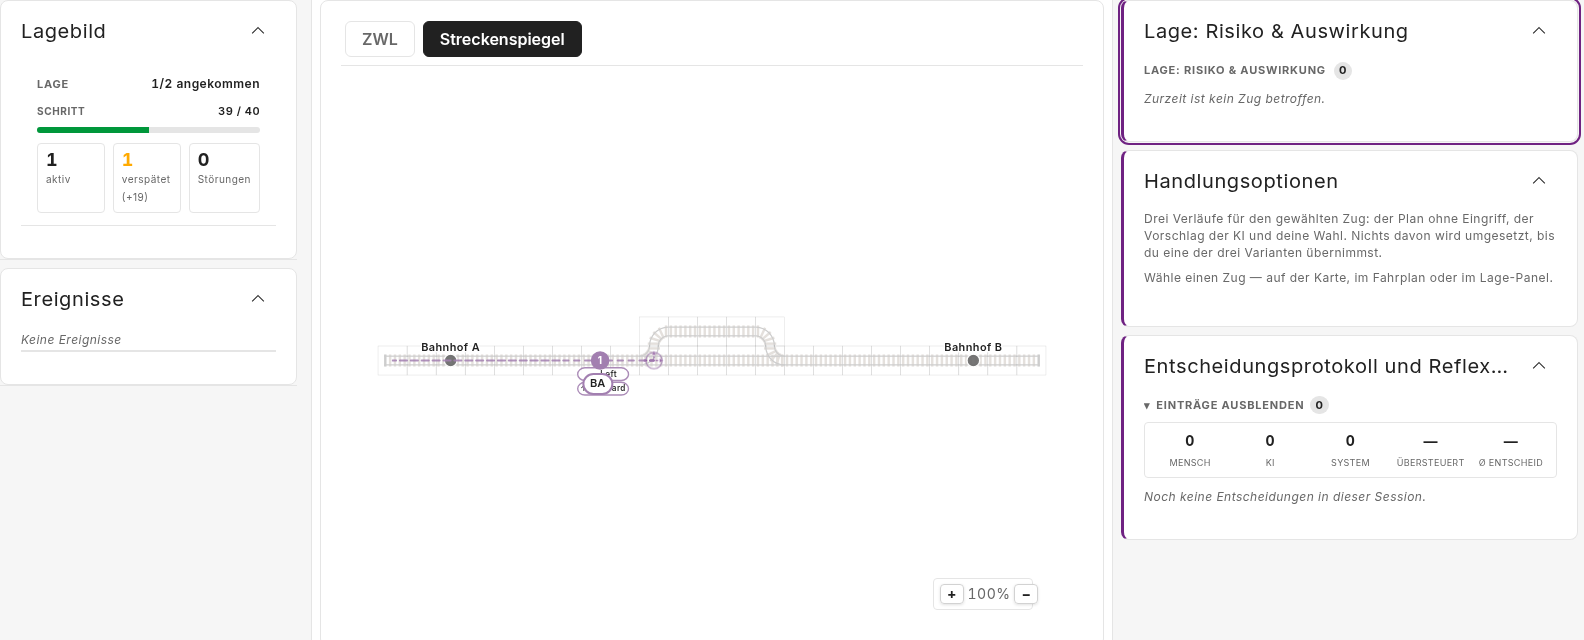 Lagebild
LAGE 1/2 angekommen
SCHRITT 39 / 40
1 aktiv
1 verspätet (+19)
0 Störungen
Ereignisse
Keine Ereignisse
ZWL
Streckenspiegel
Bahnhof A
Bahnhof B
1
BA
+ 100% −
Lage: Risiko & Auswirkung
LAGE: RISIKO & AUSWIRKUNG 0
Zurzeit ist kein Zug betroffen.
Handlungsoptionen
Drei Verläufe für den gewählten Zug: der Plan ohne Eingriff, der
Vorschlag der KI und deine Wahl. Nichts davon wird umgesetzt, bis
du eine der drei Varianten übernimmst.
Wähle einen Zug — auf der Karte, im Fahrplan oder im Lage-Panel.
Entscheidungsprotokoll und Reflex...
▾ EINTRÄGE AUSBLENDEN 0
0 0 0 — —
MENSCH KI SYSTEM ÜBERSTEUERT Ø ENTSCHEID
Noch keine Entscheidungen in dieser Session.